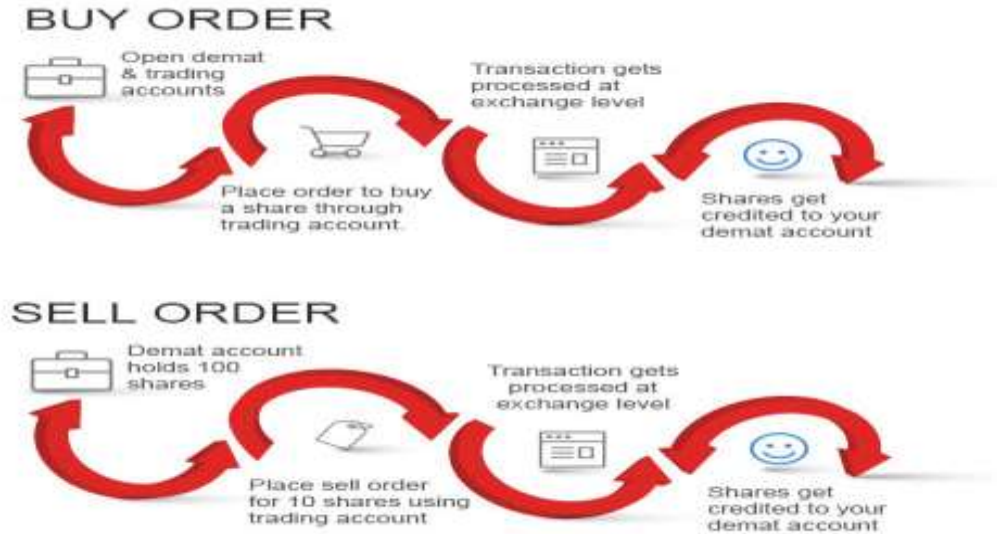 BUY ORDER
Open demat
& trading
accounts
Transaction gets
processed at
exchange level
Place order to buy
a share through
trading account.
Shares get
credited to your
demat account
SELL ORDER
Demat account
holds 100
shares
Transaction gets
processed at
exchange level
Place sell order
for 10 shares using
trading account
Shares get
credited to your
demat account